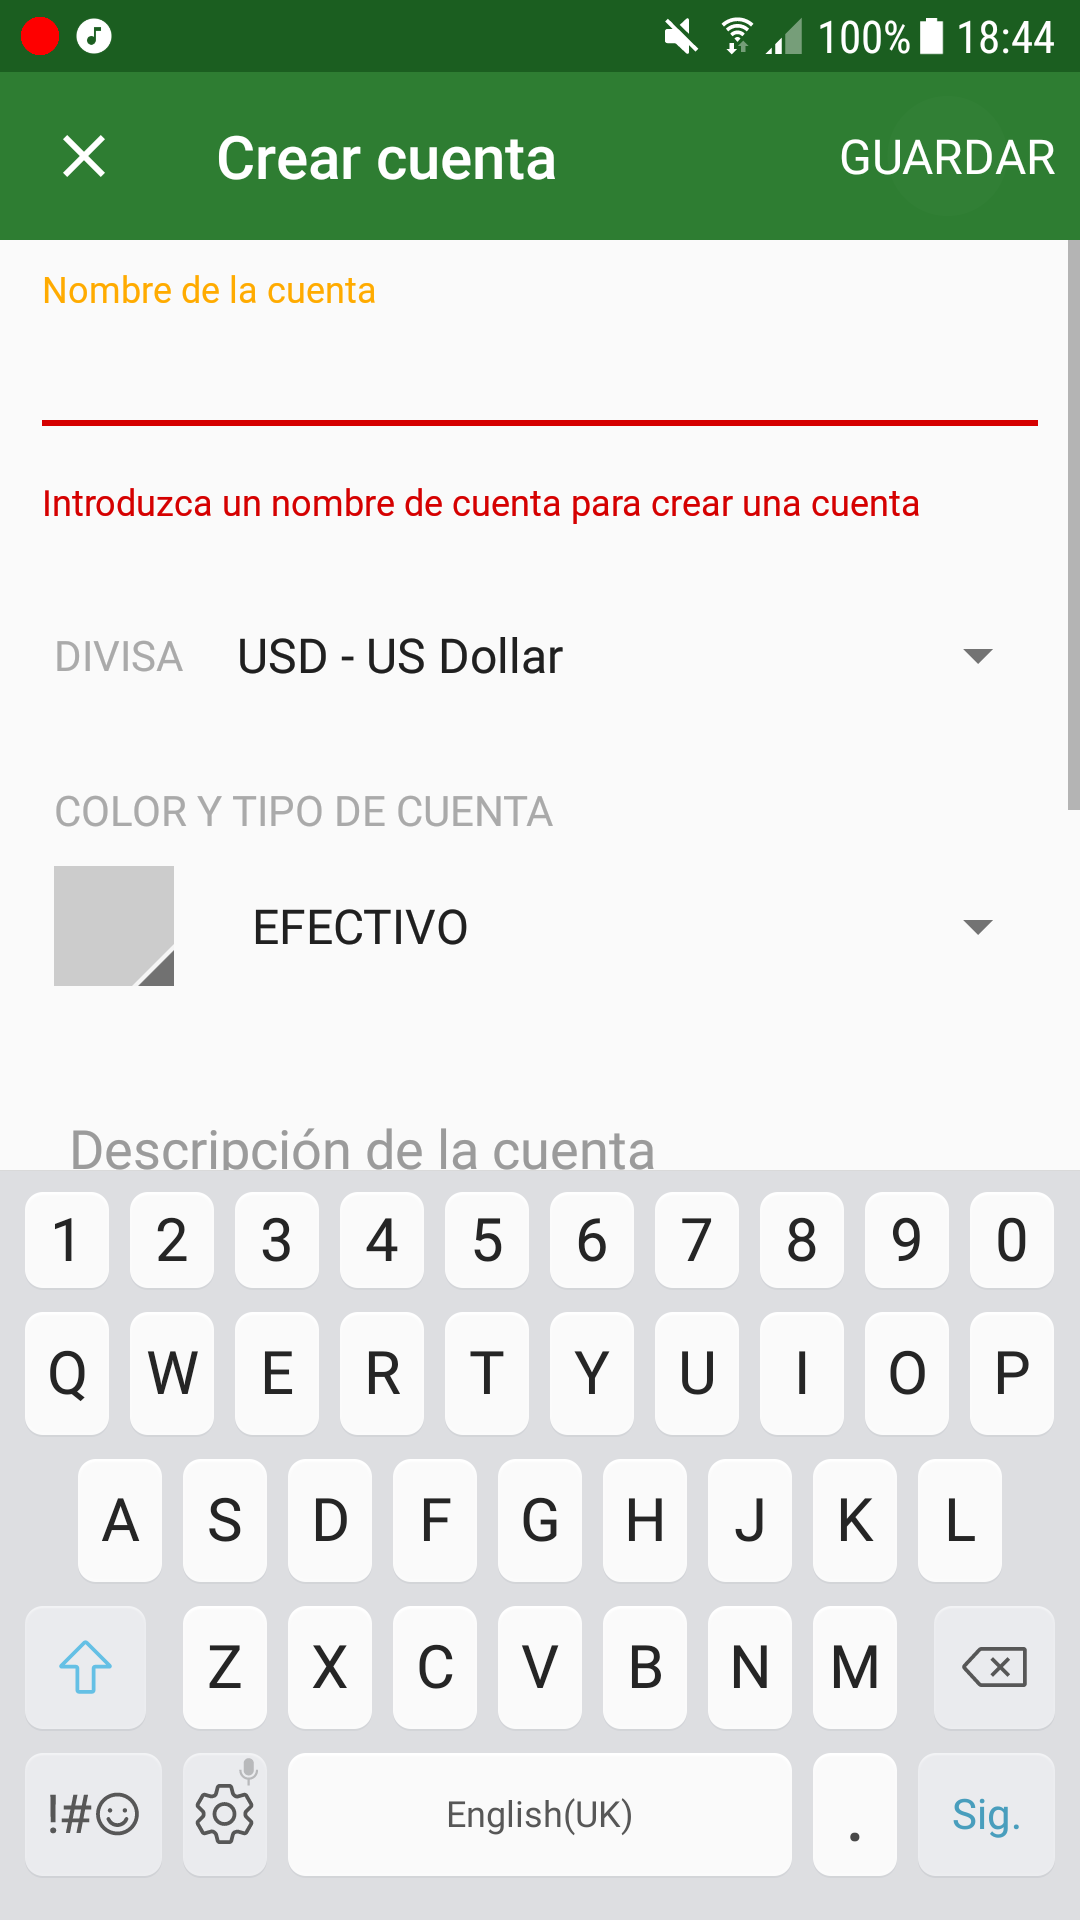 100% 18:44
Crear cuenta GUARDAR
Nombre de la cuenta
Introduzca un nombre de cuenta para crear una cuenta
DIVISA USD - US Dollar
COLOR Y TIPO DE CUENTA
EFECTIVO
Descripción de la cuenta
1 2 3 4 5 6 7 8 9 0
Q W E R T Y U I O P
A S D F G H J K L
Z X C V B N M
!#☺ English(UK) . Sig.